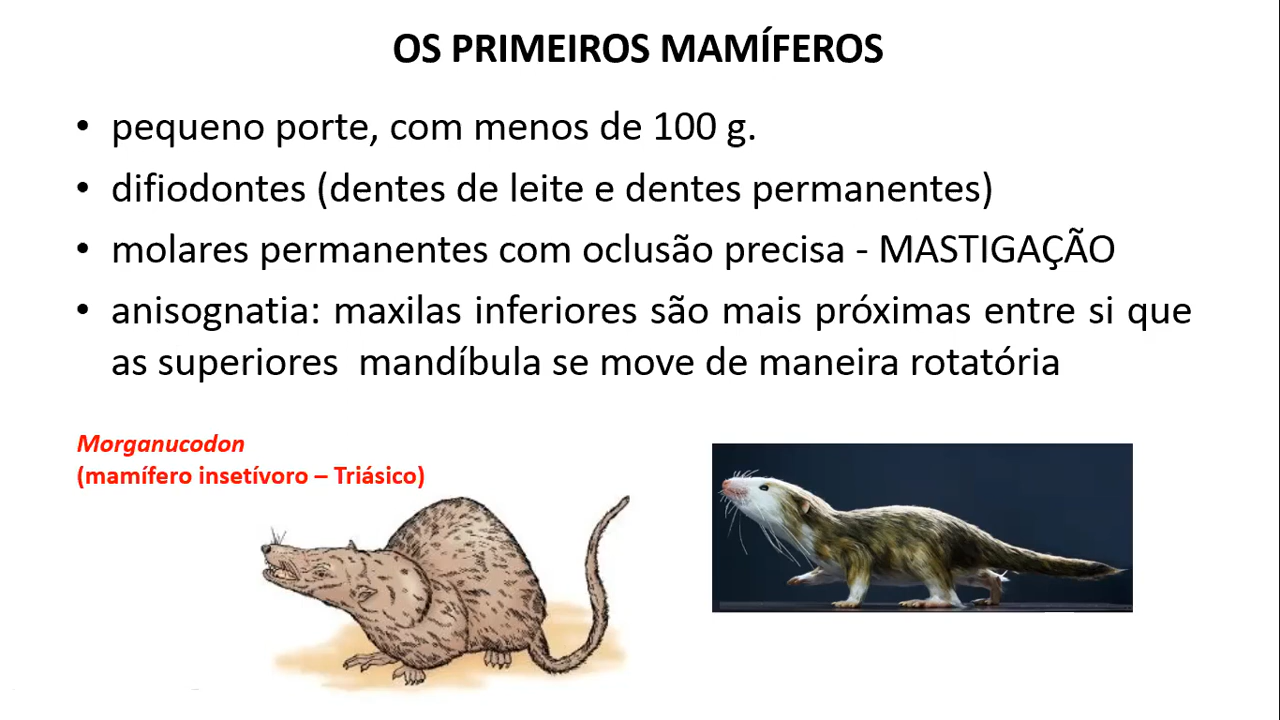 OS PRIMEIROS MAMÍFEROS
• pequeno porte, com menos de 100 g.
• difiodontes (dentes de leite e dentes permanentes)
• molares permanentes com oclusão precisa - MASTIGAÇÃO
• anisognatia: maxilas inferiores são mais próximas entre si que
as superiores mandíbula se move de maneira rotatória
Morganucodon
(mamífero insetívoro – Triásico)